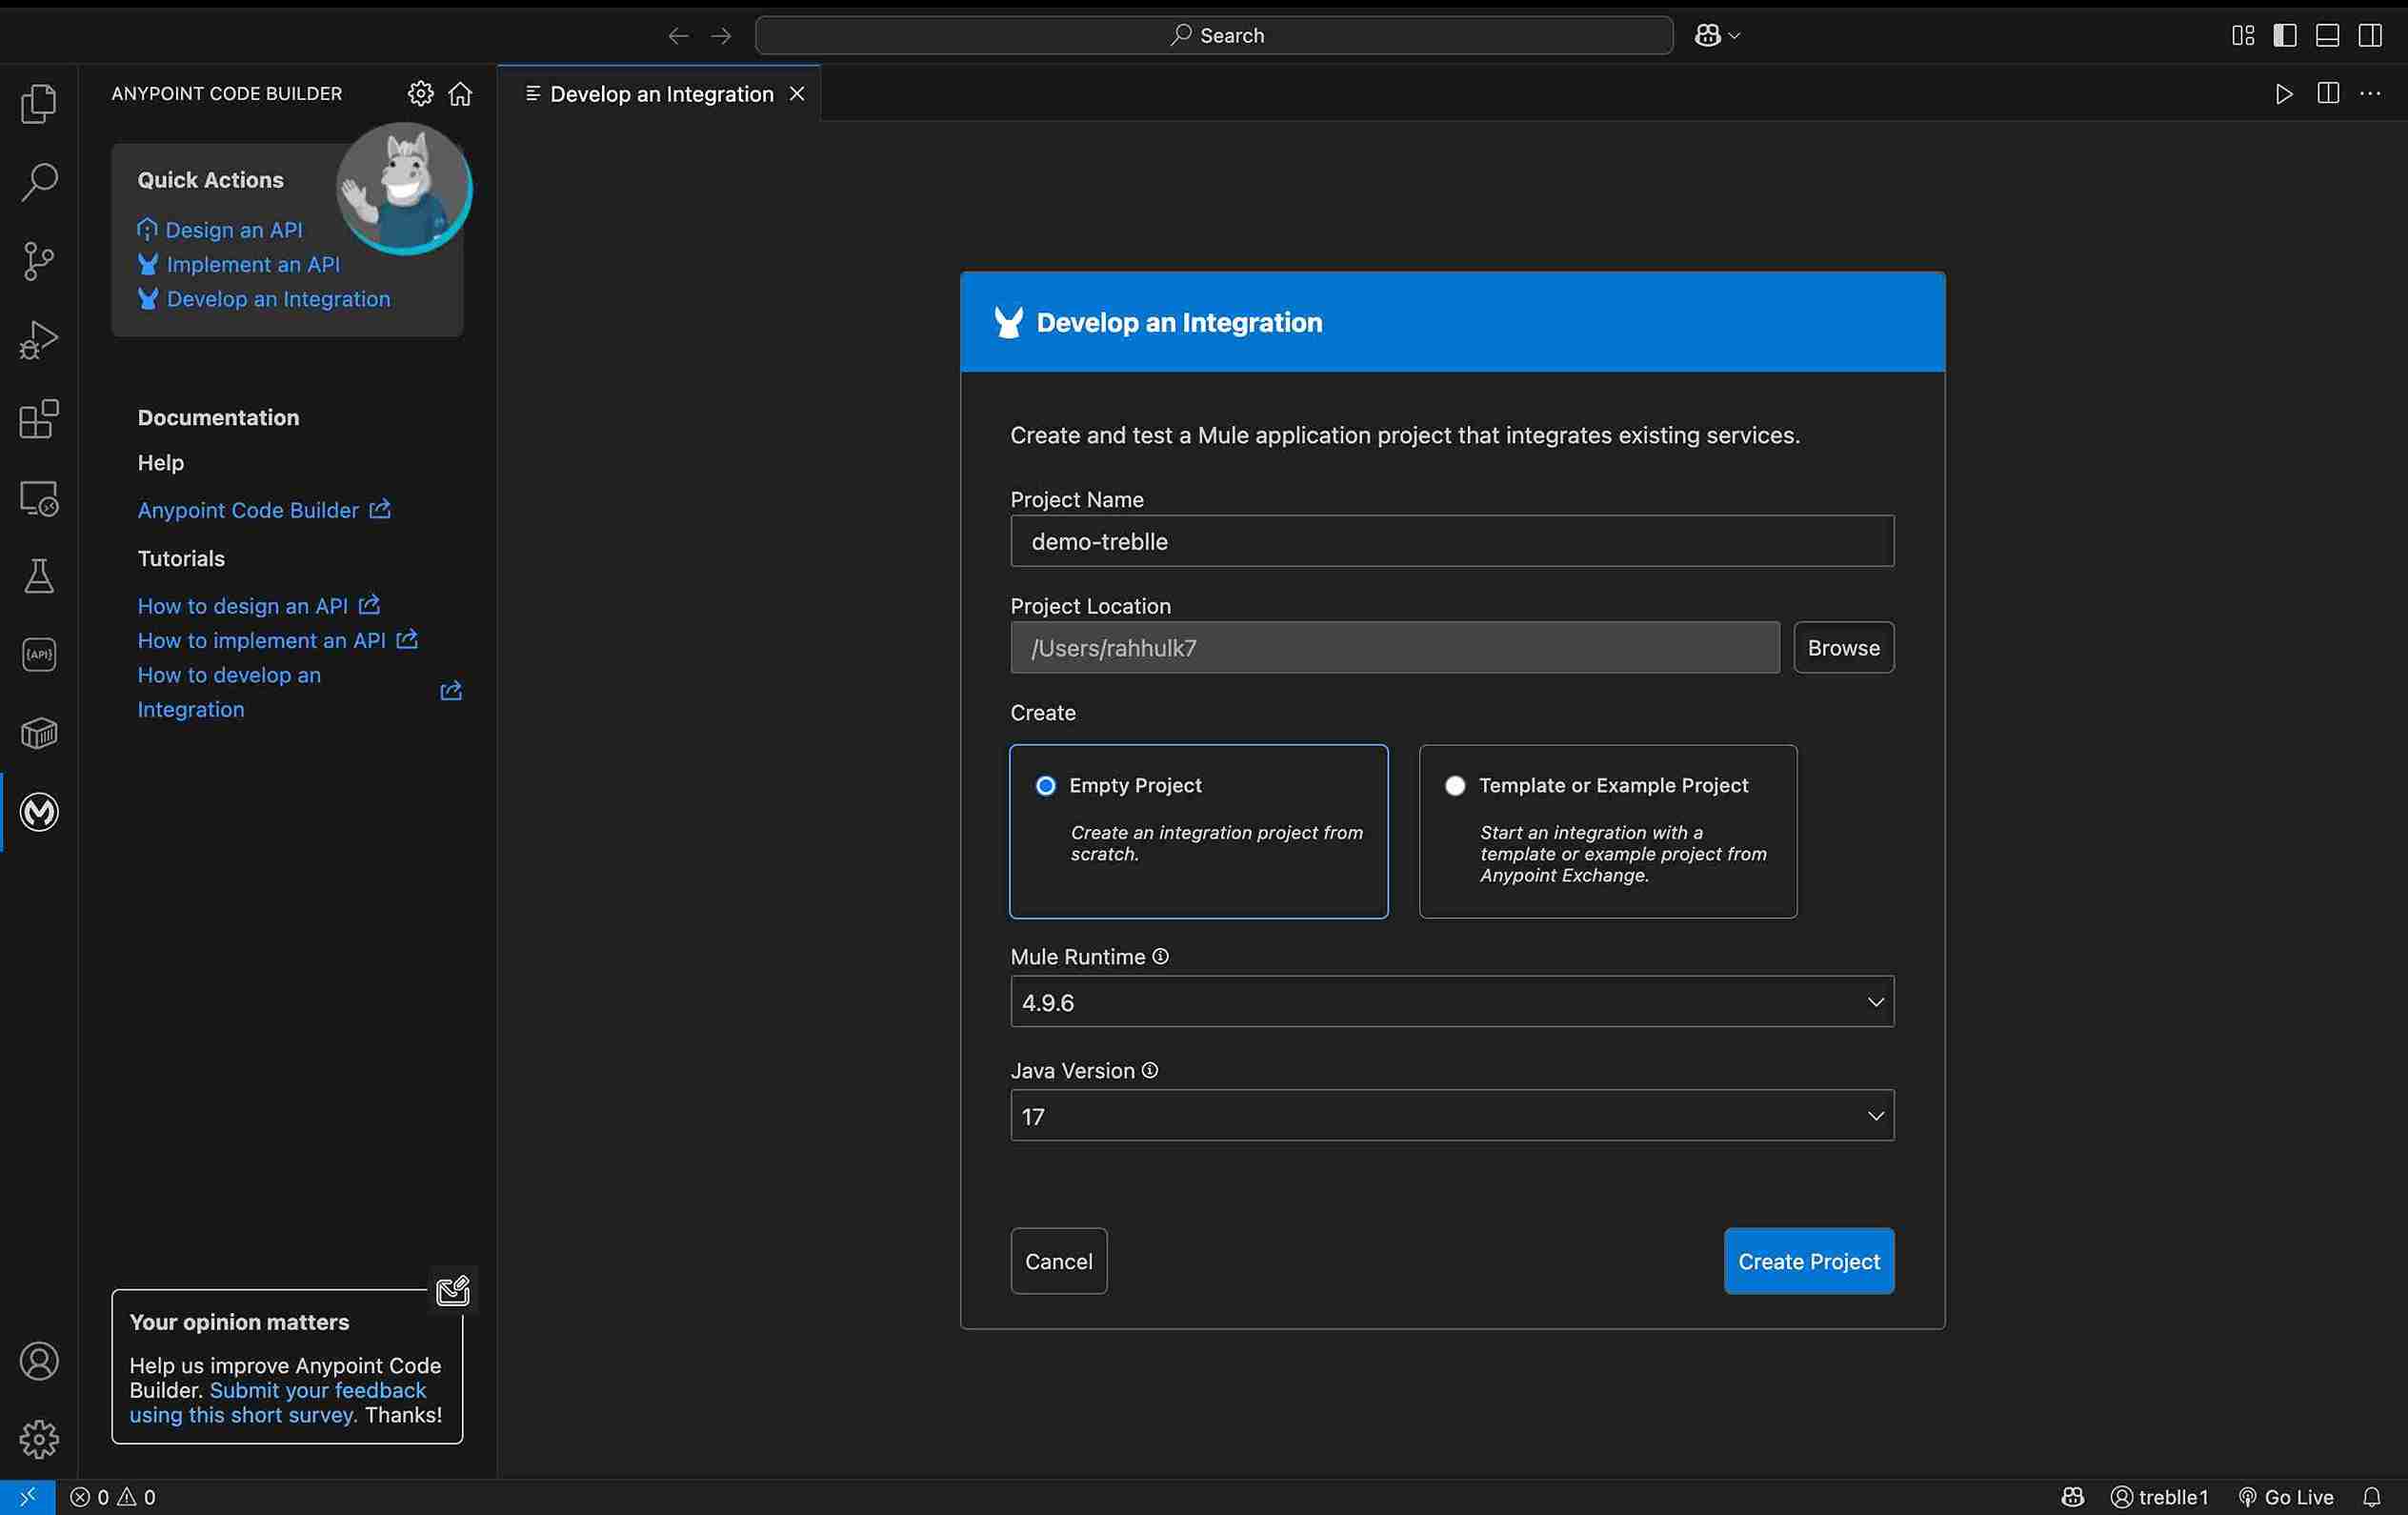 Search
ANYPOINT CODE BUILDER
Develop an Integration
Quick Actions
Design an API
Implement an API
Develop an Integration
Documentation
Help
Anypoint Code Builder
Tutorials
How to design an API
How to implement an API
How to develop an
Integration
{API}
Your opinion matters
Help us improve Anypoint Code
Builder. Submit your feedback
using this short survey. Thanks!
Develop an Integration
Create and test a Mule application project that integrates existing services.
Project Name
demo-treblle
Project Location
/Users/rahhulk7
Browse
Create
Empty Project
Create an integration project from
scratch.
Template or Example Project
Start an integration with a
template or example project from
Anypoint Exchange.
Mule Runtime
4.9.6
Java Version
17
Cancel
Create Project
0 0
treblle1
Go Live